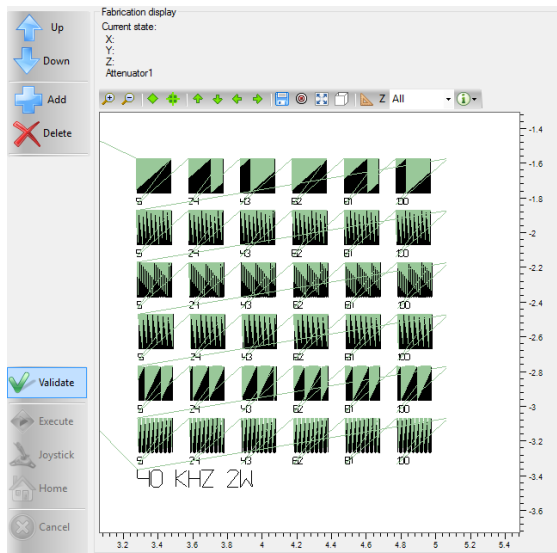 Fabrication display
Up
Current state:
X:
Y:
Z:
Down
Attenuator1
Add
Z All
Delete
-1.4
-1.6
5 24 43 62 81 100
-1.8
-2
5 24 43 62 81 100
-2.2
-2.4
5 24 43 62 81 100
-2.6
5 24 43 62 81 100
-2.8
Validate
5 24 43 62 81 100
-3
Execute
-3.2
5 24 43 62 81 100
Joystick
40 KHZ 2W
-3.4
Home
-3.6
Cancel
3.2 3.4 3.6 3.8 4 4.2 4.4 4.6 4.8 5 5.2 5.4